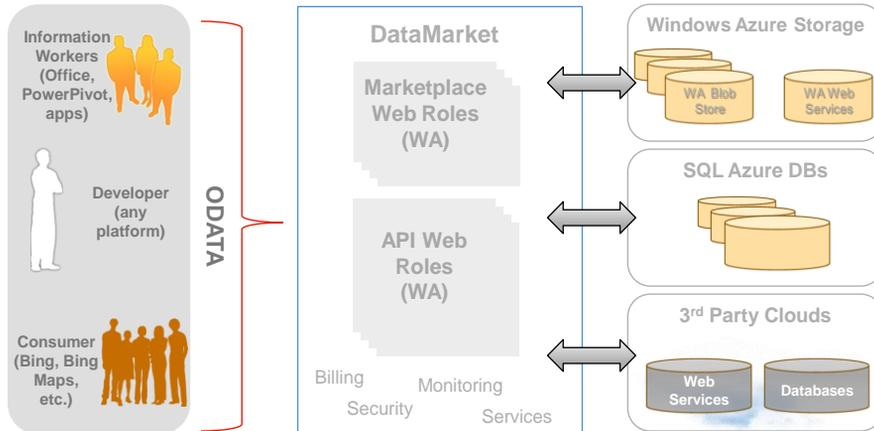 Information
Workers
(Office,
PowerPivot,
apps)
Developer
(any
platform)
Consumer
(Bing, Bing
Maps,
etc.)
ODATA
DataMarket
Marketplace
Web Roles
(WA)
API Web
Roles
(WA)
Billing
Monitoring
Security
Services
Windows Azure Storage
WA Blob
Store
WA Web
Services
SQL Azure DBs
3rd Party Clouds
Web
Services
Databases